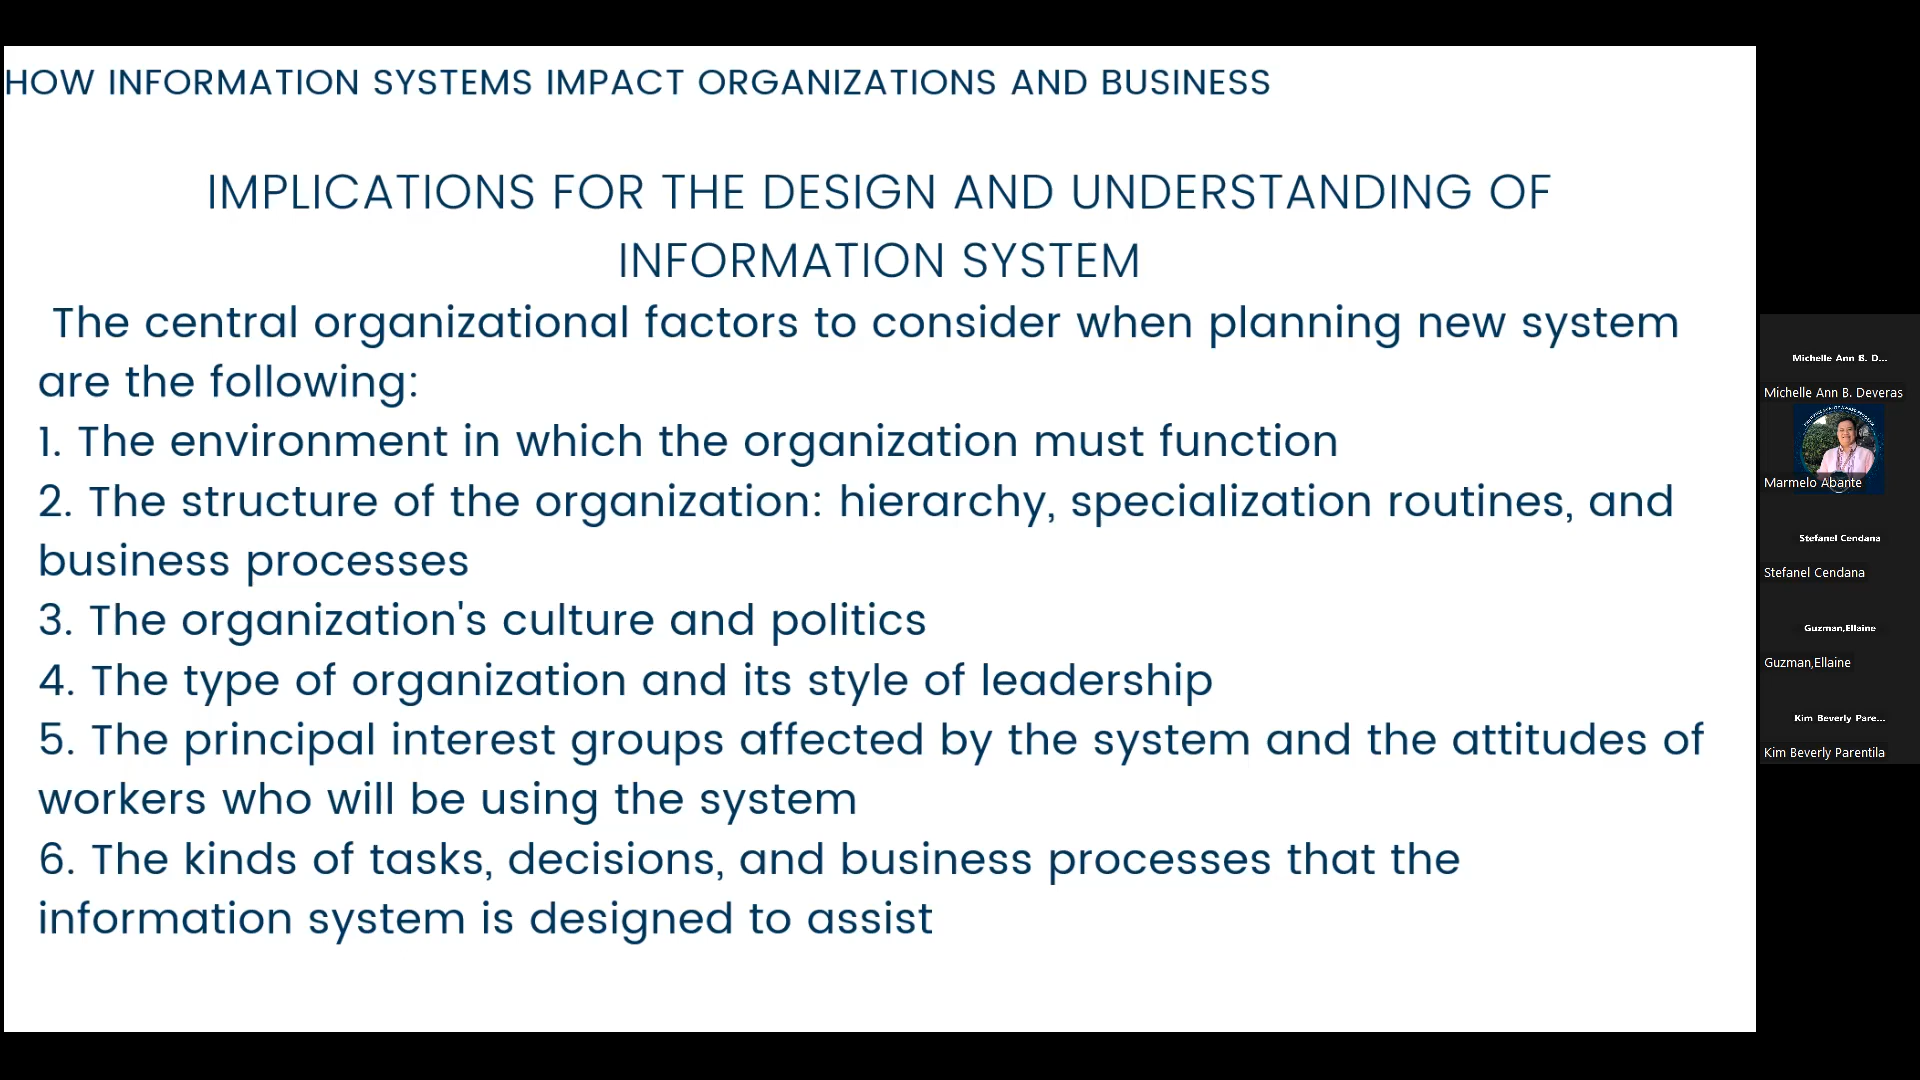 HOW INFORMATION SYSTEMS IMPACT ORGANIZATIONS AND BUSINESS
IMPLICATIONS FOR THE DESIGN AND UNDERSTANDING OF
INFORMATION SYSTEM
The central organizational factors to consider when planning new system
are the following:
1. The environment in which the organization must function
2. The structure of the organization: hierarchy, specialization routines, and
business processes
3. The organization's culture and politics
4. The type of organization and its style of leadership
5. The principal interest groups affected by the system and the attitudes of
workers who will be using the system
6. The kinds of tasks, decisions, and business processes that the
information system is designed to assist
Michelle Ann B. D...
Michelle Ann B. Deveras
Marmelo Abante
Stefanel Cendana
Stefanel Cendana
Guzman,Ellaine
Guzman,Ellaine
Kim Beverly Pare...
Kim Beverly Parentila